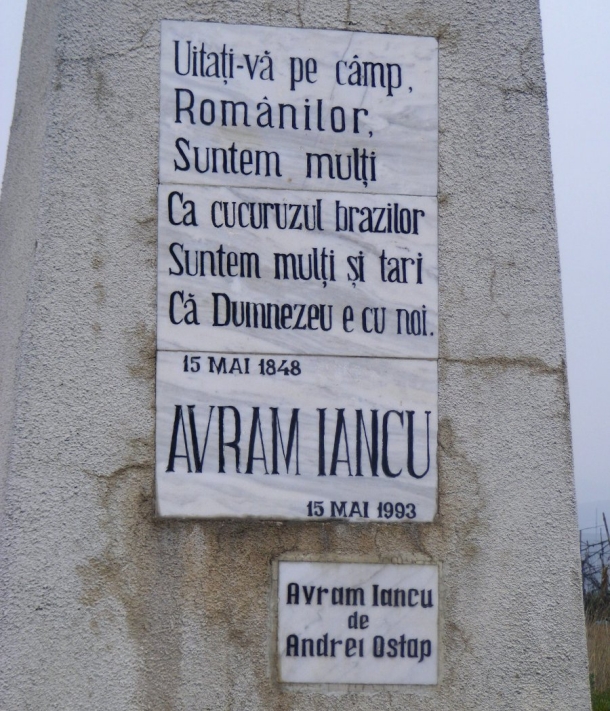 Uitați-vă pe câmp,
Românilor,
Suntem mulți
Ca cucuruzul brazilor
Suntem mulți și tari
Că Dumnezeu e cu noi.
15 MAI 1848
AVRAM IANCU
15 MAI 1993
Avram Iancu
de
Andrei Ostap